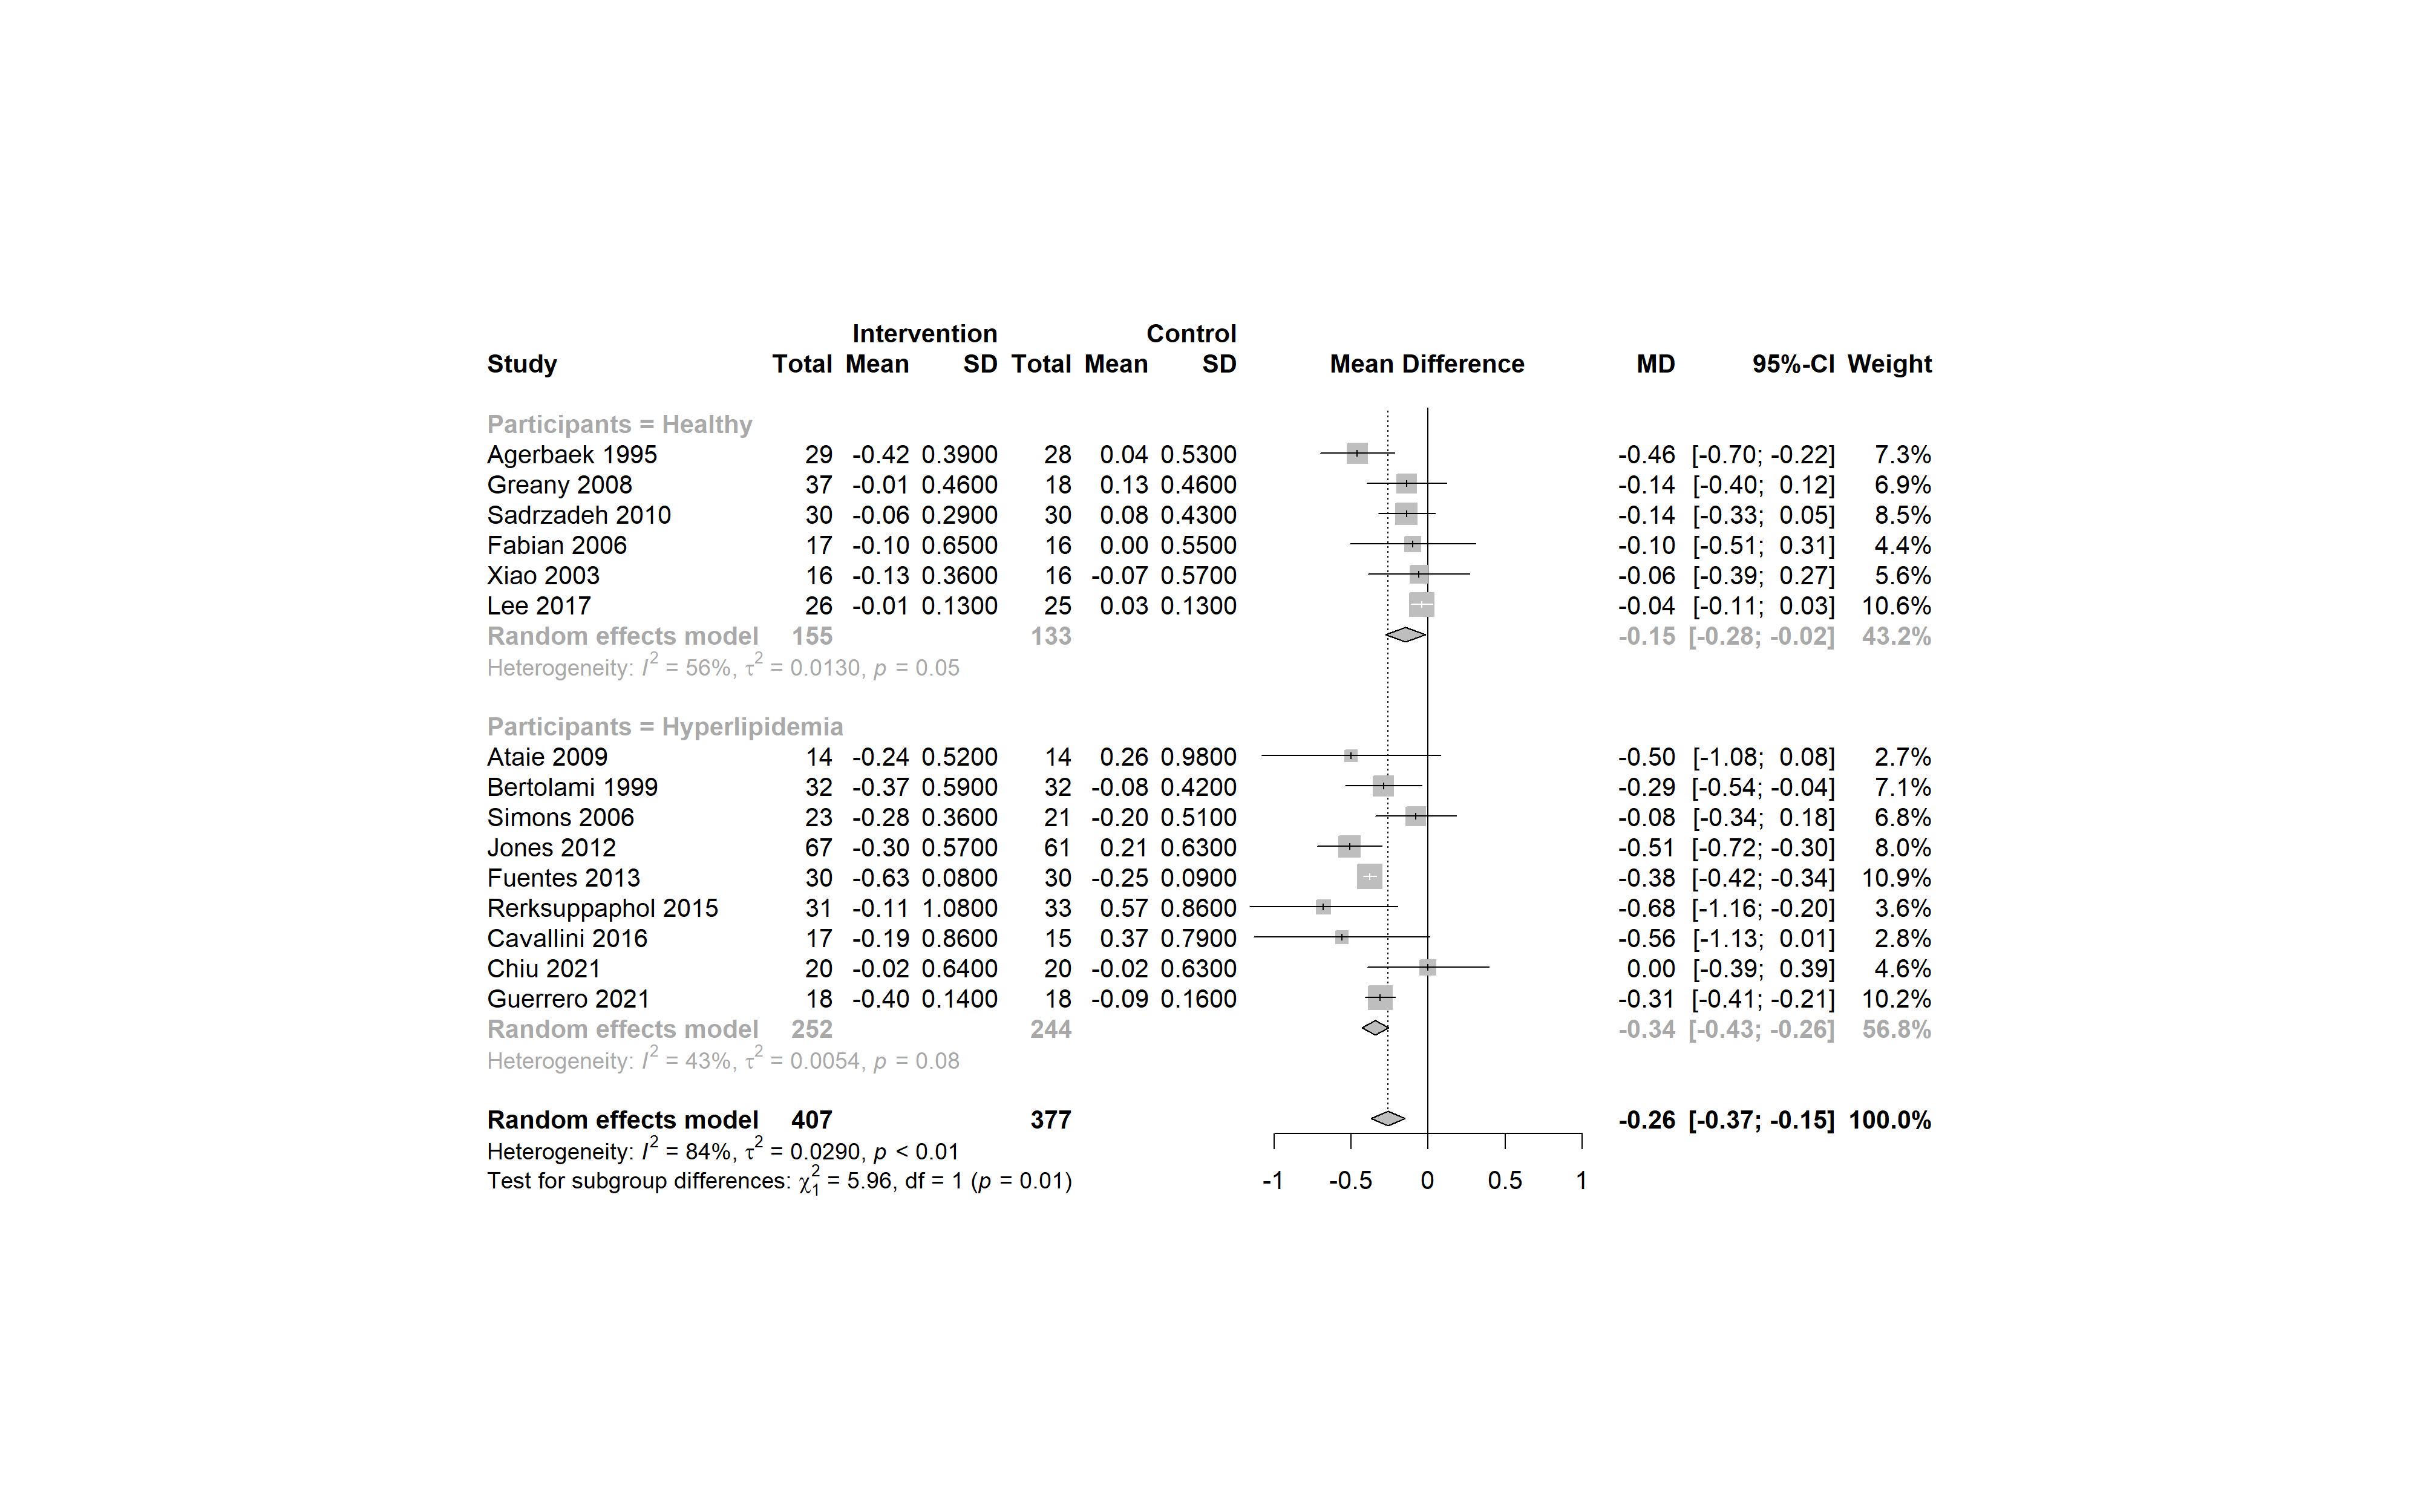 Intervention Control
Study Total Mean SD Total Mean SD Mean Difference MD 95%-CI Weight
Participants = Healthy
Agerbaek 1995 29 -0.42 0.3900 28 0.04 0.5300 -0.46 [-0.70; -0.22] 7.3%
Greany 2008 37 -0.01 0.4600 18 0.13 0.4600 -0.14 [-0.40; 0.12] 6.9%
Sadrzadeh 2010 30 -0.06 0.2900 30 0.08 0.4300 -0.14 [-0.33; 0.05] 8.5%
Fabian 2006 17 -0.10 0.6500 16 0.00 0.5500 -0.10 [-0.51; 0.31] 4.4%
Xiao 2003 16 -0.13 0.3600 16 -0.07 0.5700 -0.06 [-0.39; 0.27] 5.6%
Lee 2017 26 -0.01 0.1300 25 0.03 0.1300 -0.04 [-0.11; 0.03] 10.6%
Random effects model 155 133 -0.15 [-0.28; -0.02] 43.2%
Heterogeneity: I² = 56%, τ² = 0.0130, p = 0.05
Participants = Hyperlipidemia
Ataie 2009 14 -0.24 0.5200 14 0.26 0.9800 -0.50 [-1.08; 0.08] 2.7%
Bertolami 1999 32 -0.37 0.5900 32 -0.08 0.4200 -0.29 [-0.54; -0.04] 7.1%
Simons 2006 23 -0.28 0.3600 21 -0.20 0.5100 -0.08 [-0.34; 0.18] 6.8%
Jones 2012 67 -0.30 0.5700 61 0.21 0.6300 -0.51 [-0.72; -0.30] 8.0%
Fuentes 2013 30 -0.63 0.0800 30 -0.25 0.0900 -0.38 [-0.42; -0.34] 10.9%
Rerksuppaphol 2015 31 -0.11 1.0800 33 0.57 0.8600 -0.68 [-1.16; -0.20] 3.6%
Cavallini 2016 17 -0.19 0.8600 15 0.37 0.7900 -0.56 [-1.13; 0.01] 2.8%
Chiu 2021 20 -0.02 0.6400 20 -0.02 0.6300 0.00 [-0.39; 0.39] 4.6%
Guerrero 2021 18 -0.40 0.1400 18 -0.09 0.1600 -0.31 [-0.41; -0.21] 10.2%
Random effects model 252 244 -0.34 [-0.43; -0.26] 56.8%
Heterogeneity: I² = 43%, τ² = 0.0054, p = 0.08
Random effects model 407 377 -0.26 [-0.37; -0.15] 100.0%
Heterogeneity: I² = 84%, τ² = 0.0290, p < 0.01
Test for subgroup differences: χ²₁ = 5.96, df = 1 (p = 0.01) -1 -0.5 0 0.5 1